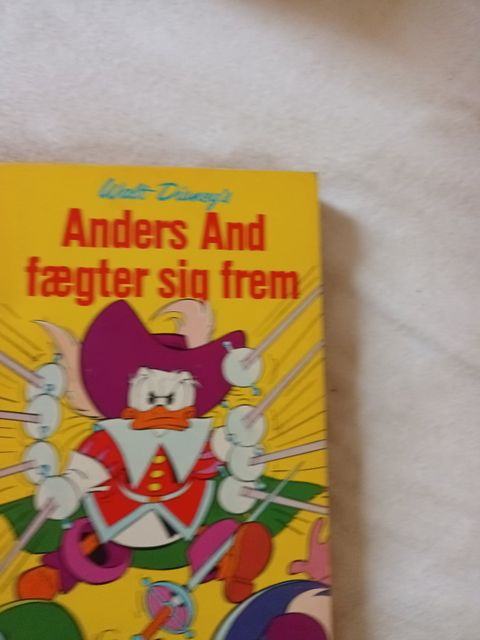 Walt Disney's
Anders And
fægter sig frem